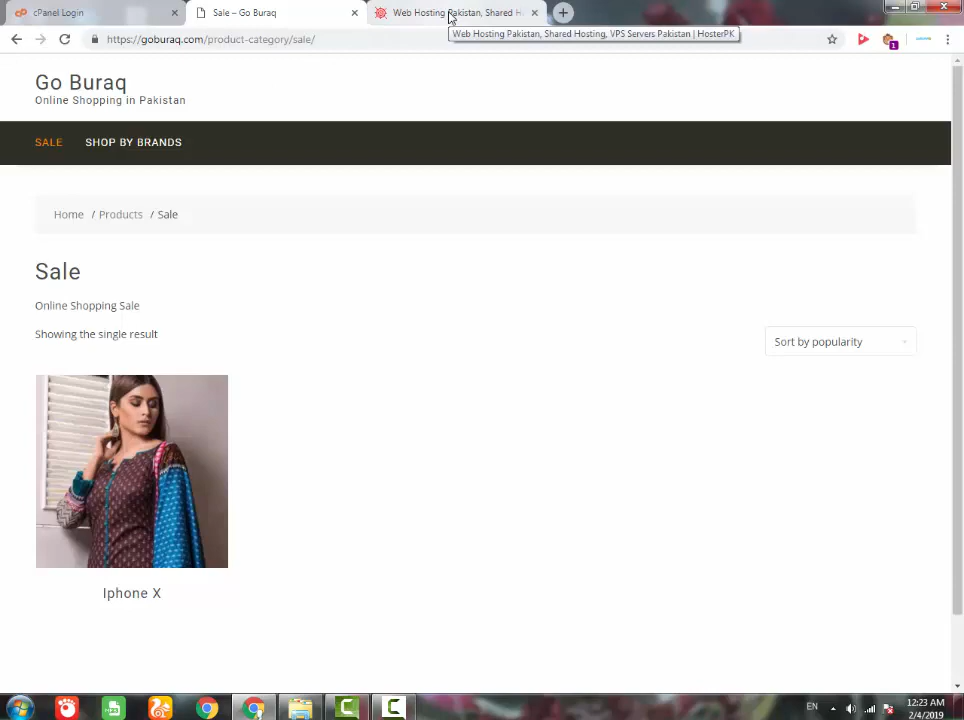 cPanel Login
Sale – Go Buraq
Web Hosting Pakistan, Shared H
Web Hosting Pakistan, Shared Hosting, VPS Servers Pakistan | HosterPK
https://goburaq.com/product-category/sale/
1
Go Buraq
Online Shopping in Pakistan
SALE
SHOP BY BRANDS
Home / Products / Sale
Sale
Online Shopping Sale
Showing the single result
Sort by popularity
Iphone X
EN
12:23 AM
2/4/2019